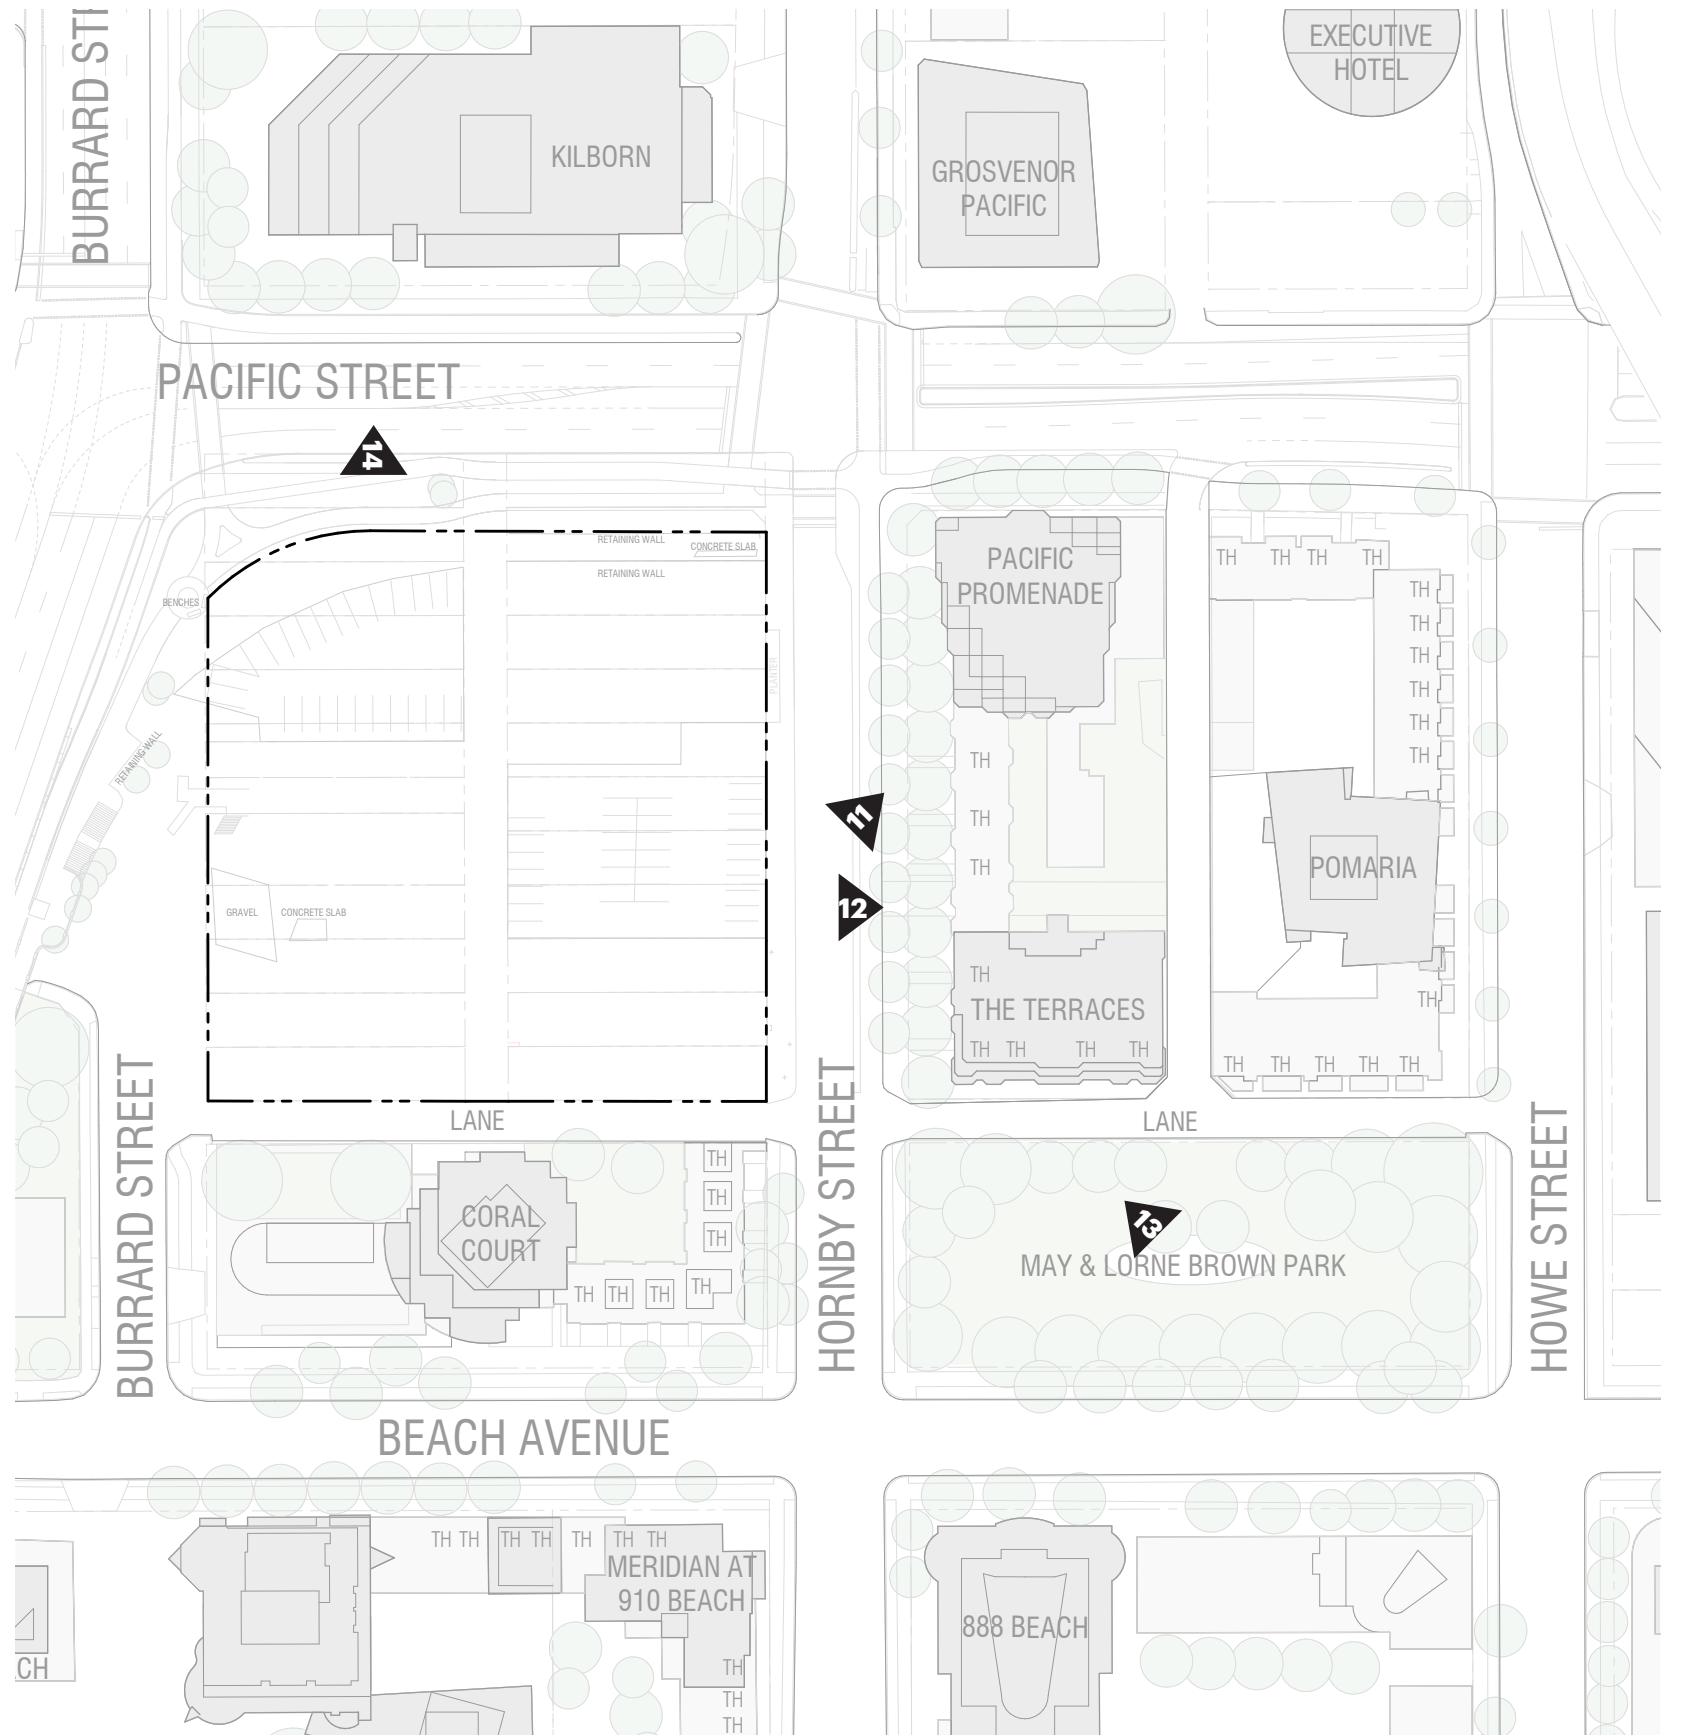 BURRARD ST
KILBORN
GROSVENOR
PACIFIC
EXECUTIVE
HOTEL
PACIFIC STREET
14
RETAINING WALL
CONCRETE SLAB
RETAINING WALL
BENCHES
PLANTER
RETAINING WALL
GRAVEL
CONCRETE SLAB
PACIFIC
PROMENADE
TH
TH
TH
11
12
TH
THE TERRACES
TH TH TH TH
TH TH TH TH
TH
TH
TH
TH
TH
TH
POMARIA
TH
TH TH TH TH TH
LANE
LANE
BURRARD STREET
HORNBY STREET
HOWE STREET
CORAL
COURT
TH
TH
TH
TH TH TH TH
13
MAY & LORNE BROWN PARK
BEACH AVENUE
TH TH TH TH TH TH TH
MERIDIAN AT
910 BEACH
TH
TH
TH
888 BEACH
CH